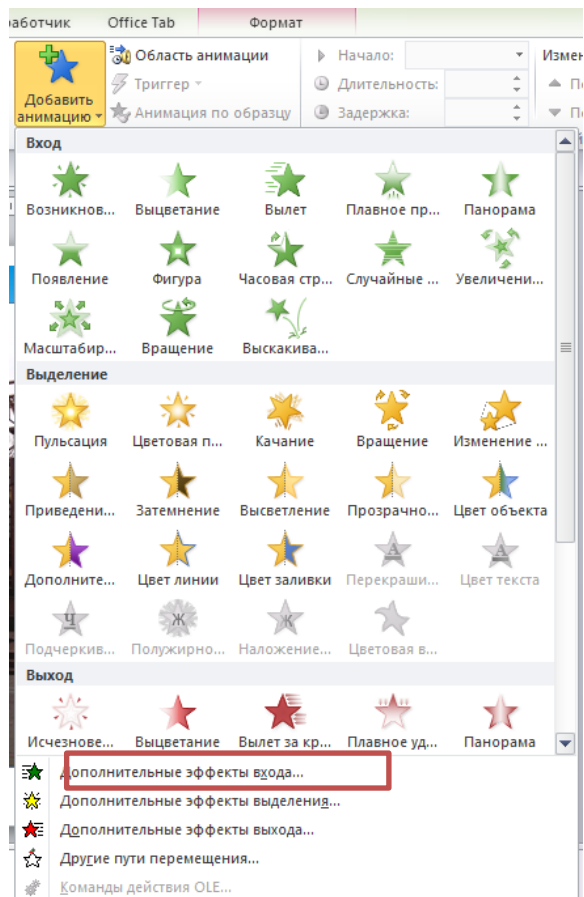 аботчик Office Tab Формат
Добавить анимацию
Область анимации
Триггер
Анимация по образцу
Начало:
Длительность:
Задержка:
Измен
Вход
Возникнов... Выцветание Вылет Плавное пр... Панорама
Появление Фигура Часовая стр... Случайные ... Увеличени...
Масштабир... Вращение Выскакива...
Выделение
Пульсация Цветовая п... Качание Вращение Изменение ...
Приведени... Затемнение Высветление Прозрачно... Цвет объекта
Дополните... Цвет линии Цвет заливки Перекраши... Цвет текста
Подчеркив... Полужирно... Наложение... Цветовая в...
Выход
Исчезнове... Выцветание Вылет за кр... Плавное уд... Панорама
Дополнительные эффекты входа...
Дополнительные эффекты выделения...
Дополнительные эффекты выхода...
Другие пути перемещения...
Команды действия OLE...